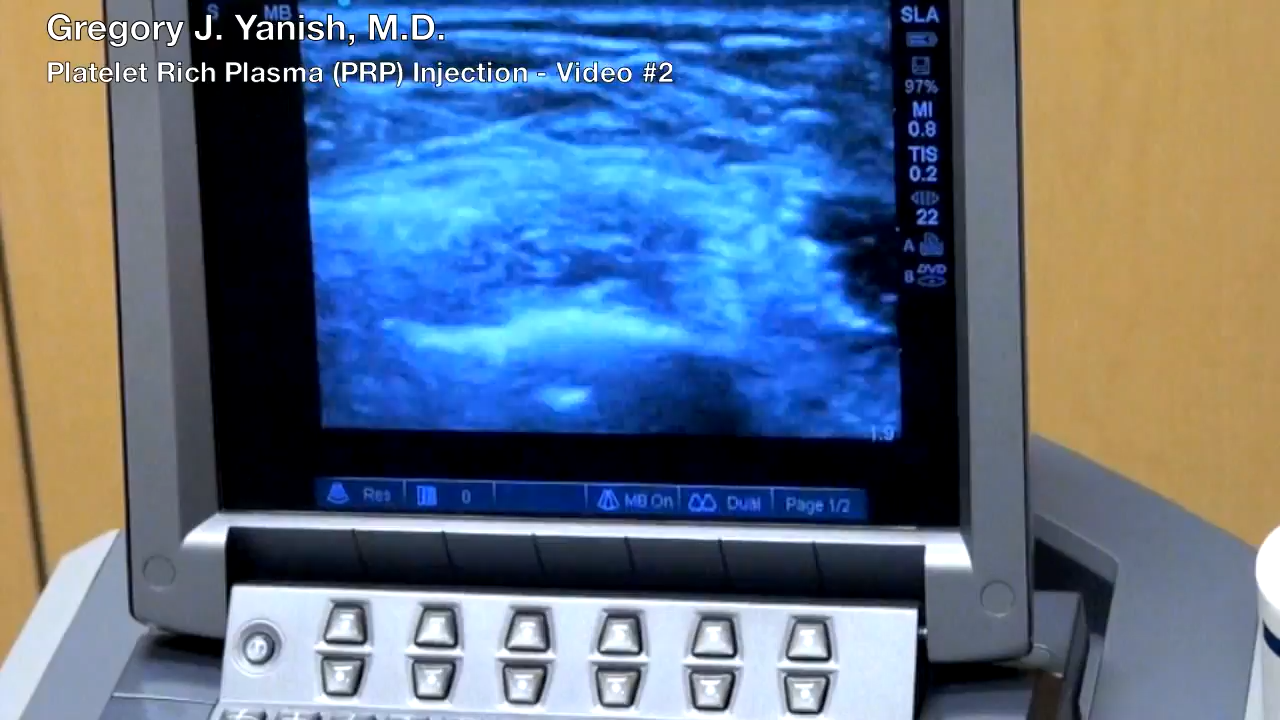 Gregory J. Yanish, M.D.
Platelet Rich Plasma (PRP) Injection - Video #2
S MB
SLA
97%
MI
0.8
TIS
0.2
22
A
B DVD
1.9
Res 0 MB On Dual Page 1/2